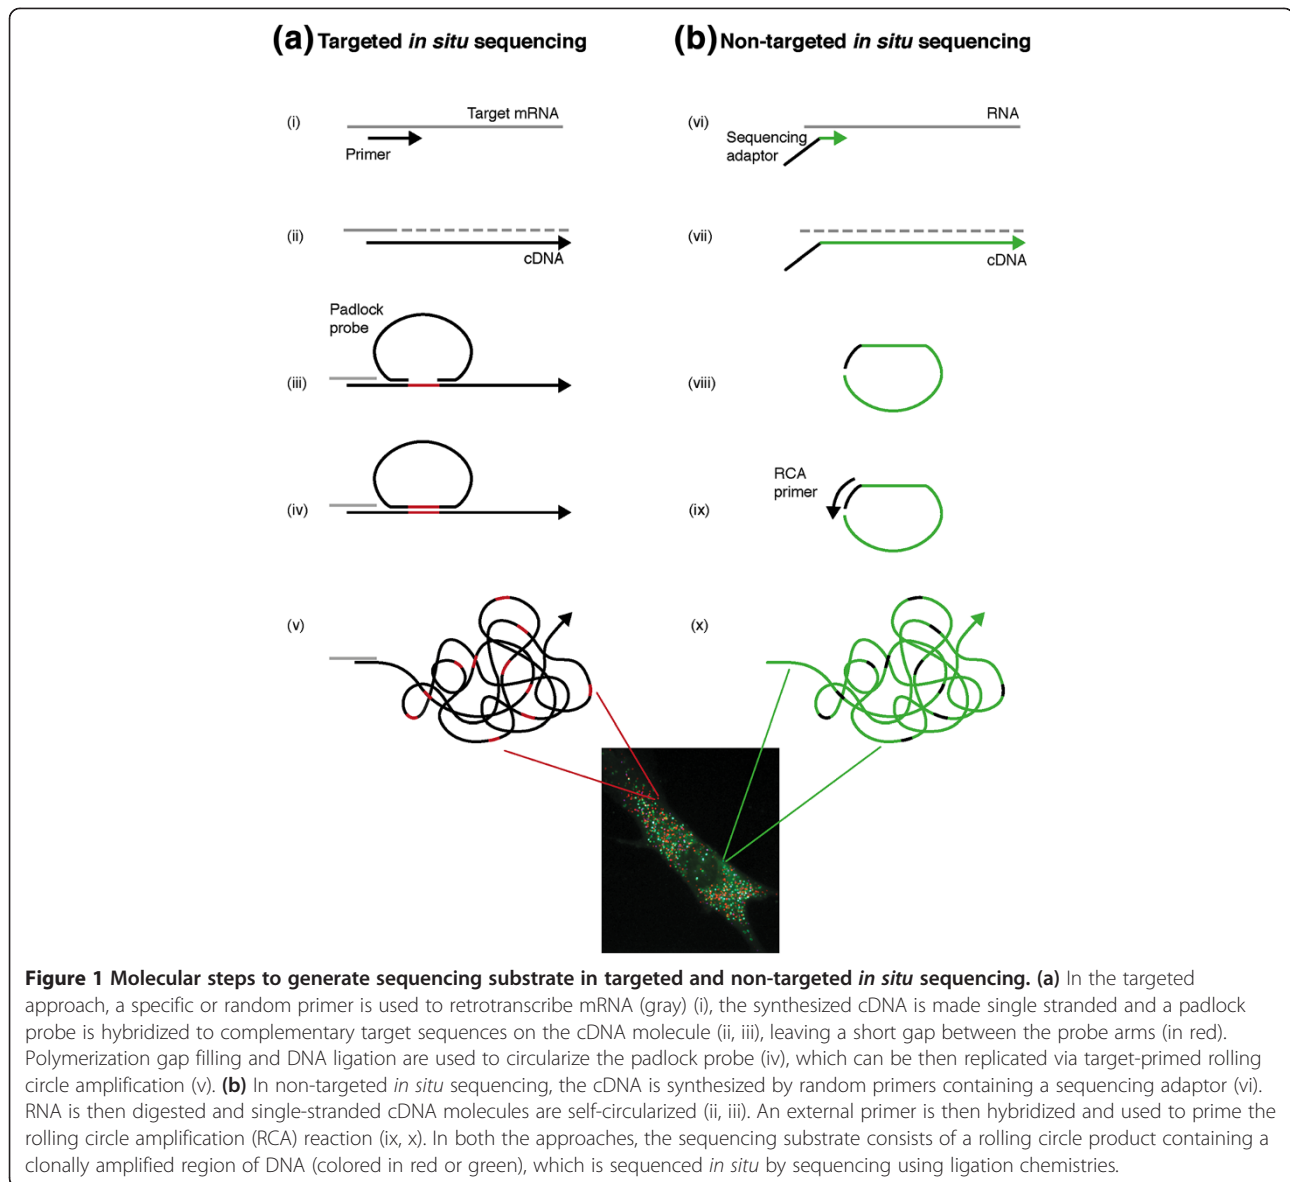 (a) Targeted in situ sequencing
(b) Non-targeted in situ sequencing
(i)
Target mRNA
Primer
(vi)
RNA
Sequencing
adaptor
(ii)
cDNA
(vii)
cDNA
Padlock
probe
(iii)
(viii)
(iv)
RCA
primer
(ix)
(v)
(x)
Figure 1 Molecular steps to generate sequencing substrate in targeted and non-targeted in situ sequencing. (a) In the targeted
approach, a specific or random primer is used to retrotranscribe mRNA (gray) (i), the synthesized cDNA is made single stranded and a padlock
probe is hybridized to complementary target sequences on the cDNA molecule (ii, iii), leaving a short gap between the probe arms (in red).
Polymerization gap filling and DNA ligation are used to circularize the padlock probe (iv), which can be then replicated via target-primed rolling
circle amplification (v). (b) In non-targeted in situ sequencing, the cDNA is synthesized by random primers containing a sequencing adaptor (vi).
RNA is then digested and single-stranded cDNA molecules are self-circularized (ii, iii). An external primer is then hybridized and used to prime the
rolling circle amplification (RCA) reaction (ix, x). In both the approaches, the sequencing substrate consists of a rolling circle product containing a
clonally amplified region of DNA (colored in red or green), which is sequenced in situ by sequencing using ligation chemistries.